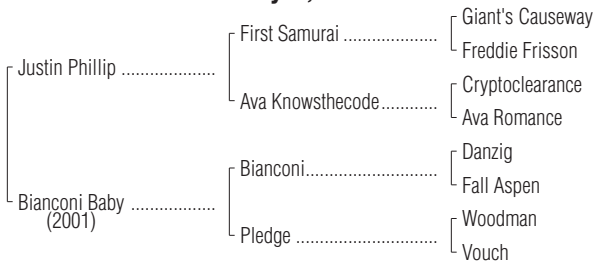 Giant's Causeway
First Samurai ....................
Freddie Frisson
Justin Phillip ....................
Cryptoclearance
Ava Knowsthecode............
Ava Romance
Danzig
Bianconi............................
Fall Aspen
Bianconi Baby ..................
(2001)
Woodman
Pledge ..............................
Vouch